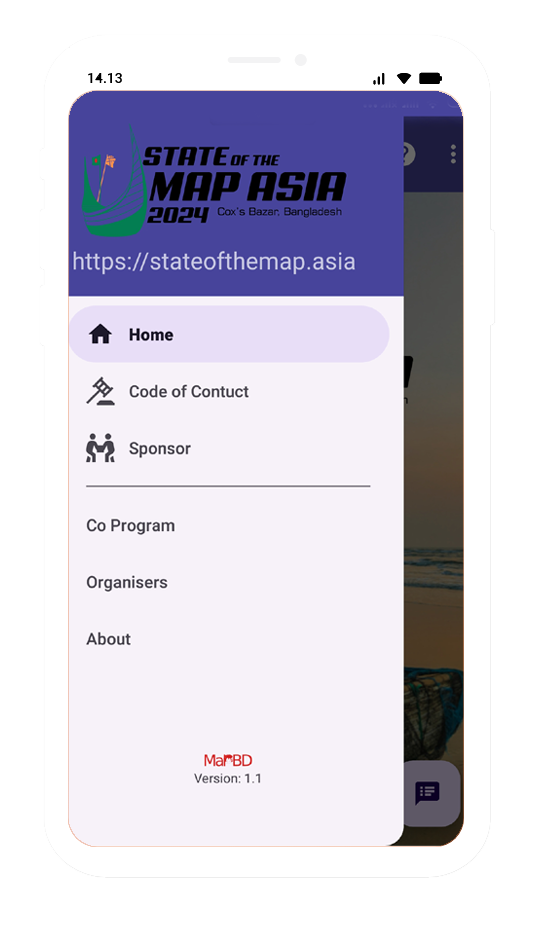 14.13
STATE OF THE
MAP ASIA
2024 Cox's Bazar, Bangladesh
https://stateofthemap.asia
Home
Code of Contuct
Sponsor
Co Program
Organisers
About
MapBD
Version: 1.1